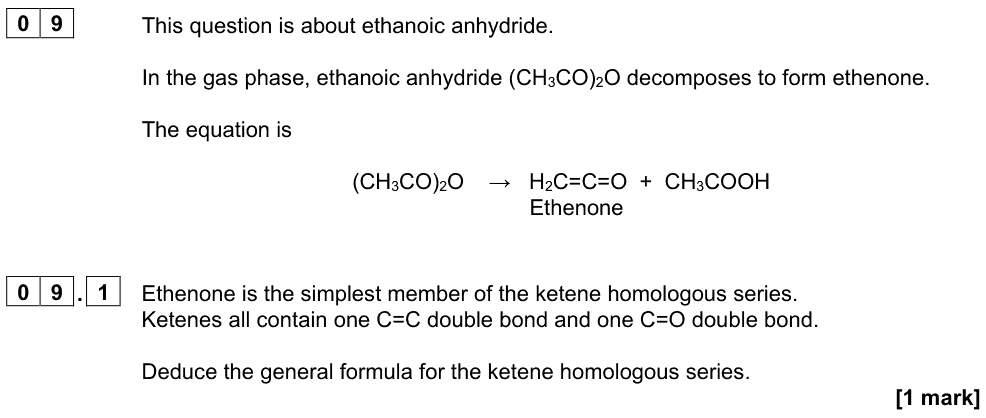 0 9 This question is about ethanoic anhydride.
In the gas phase, ethanoic anhydride (CH₃CO)₂O decomposes to form ethenone.
The equation is
(CH₃CO)₂O → H₂C=C=O + CH₃COOH
Ethenone
0 9 . 1 Ethenone is the simplest member of the ketene homologous series.
Ketenes all contain one C=C double bond and one C=O double bond.
Deduce the general formula for the ketene homologous series.
[1 mark]